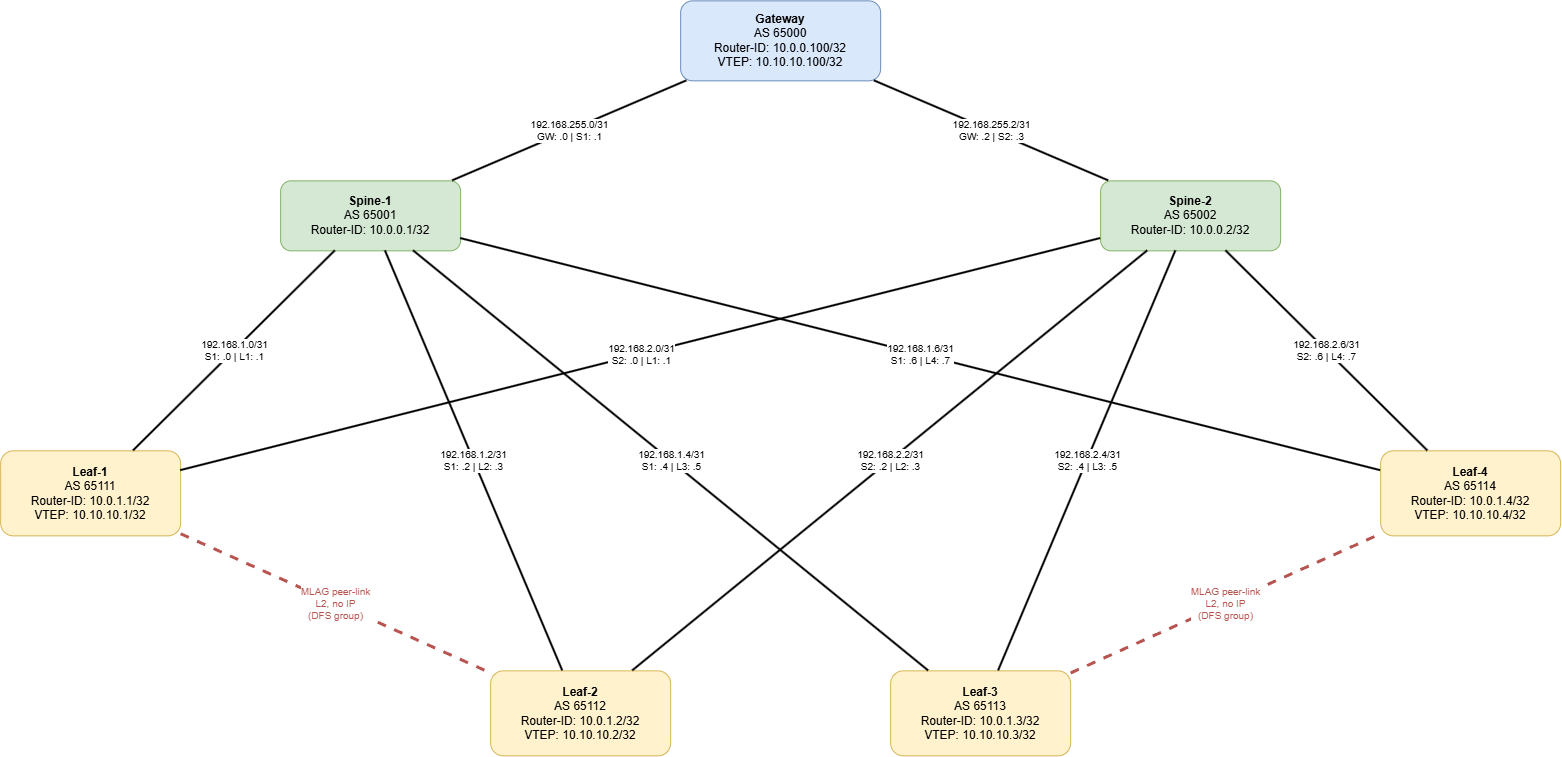 Gateway
AS 65000
Router-ID: 10.0.0.100/32
VTEP: 10.10.10.100/32
192.168.255.0/31
GW: .0 | S1: .1
192.168.255.2/31
GW: .2 | S2: .3
Spine-1
AS 65001
Router-ID: 10.0.0.1/32
Spine-2
AS 65002
Router-ID: 10.0.0.2/32
192.168.1.0/31
S1: .0 | L1: .1
192.168.2.0/31
S2: .0 | L1: .1
192.168.1.6/31
S1: .6 | L4: .7
192.168.2.6/31
S2: .6 | L4: .7
192.168.1.2/31
S1: .2 | L2: .3
192.168.1.4/31
S1: .4 | L3: .5
192.168.2.2/31
S2: .2 | L2: .3
192.168.2.4/31
S2: .4 | L3: .5
Leaf-1
AS 65111
Router-ID: 10.0.1.1/32
VTEP: 10.10.10.1/32
Leaf-4
AS 65114
Router-ID: 10.0.1.4/32
VTEP: 10.10.10.4/32
MLAG peer-link
L2, no IP
(DFS group)
MLAG peer-link
L2, no IP
(DFS group)
Leaf-2
AS 65112
Router-ID: 10.0.1.2/32
VTEP: 10.10.10.2/32
Leaf-3
AS 65113
Router-ID: 10.0.1.3/32
VTEP: 10.10.10.3/32